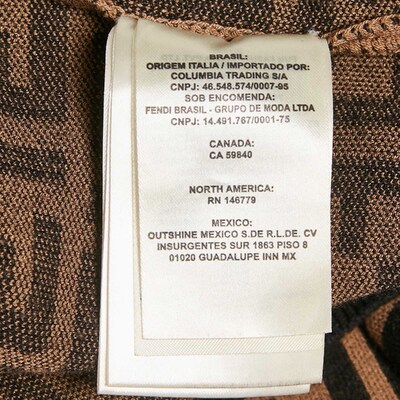 BRASIL:
ORIGEM ITALIA / IMPORTADO POR:
COLUMBIA TRADING S/A
CNPJ: 46.548.574/0007-95
SOB ENCOMENDA:
FENDI BRASIL - GRUPO DE MODA LTDA
CNPJ: 14.491.767/0001-75
CANADA:
CA 59840
NORTH AMERICA:
RN 146779
MEXICO:
OUTSHINE MEXICO S.DE R.L.DE. CV
INSURGENTES SUR 1863 PISO 8
01020 GUADALUPE INN MX